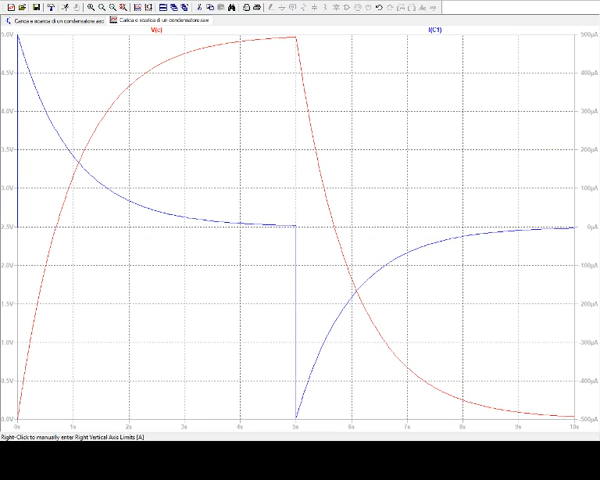 Carica e scarica di un condensatore.asc
Carica e scarica di un condensatore.raw
V(c)
I(C1)
5.0V
500µA
4.5V
400µA
4.0V
300µA
3.5V
200µA
3.0V
100µA
2.5V
0µA
2.0V
-100µA
1.5V
-200µA
1.0V
-300µA
0.5V
-400µA
0.0V
-500µA
0s 1s 2s 3s 4s 5s 6s 7s 8s 9s 10s
Right-Click to manually enter Right Vertical Axis Limits [A]